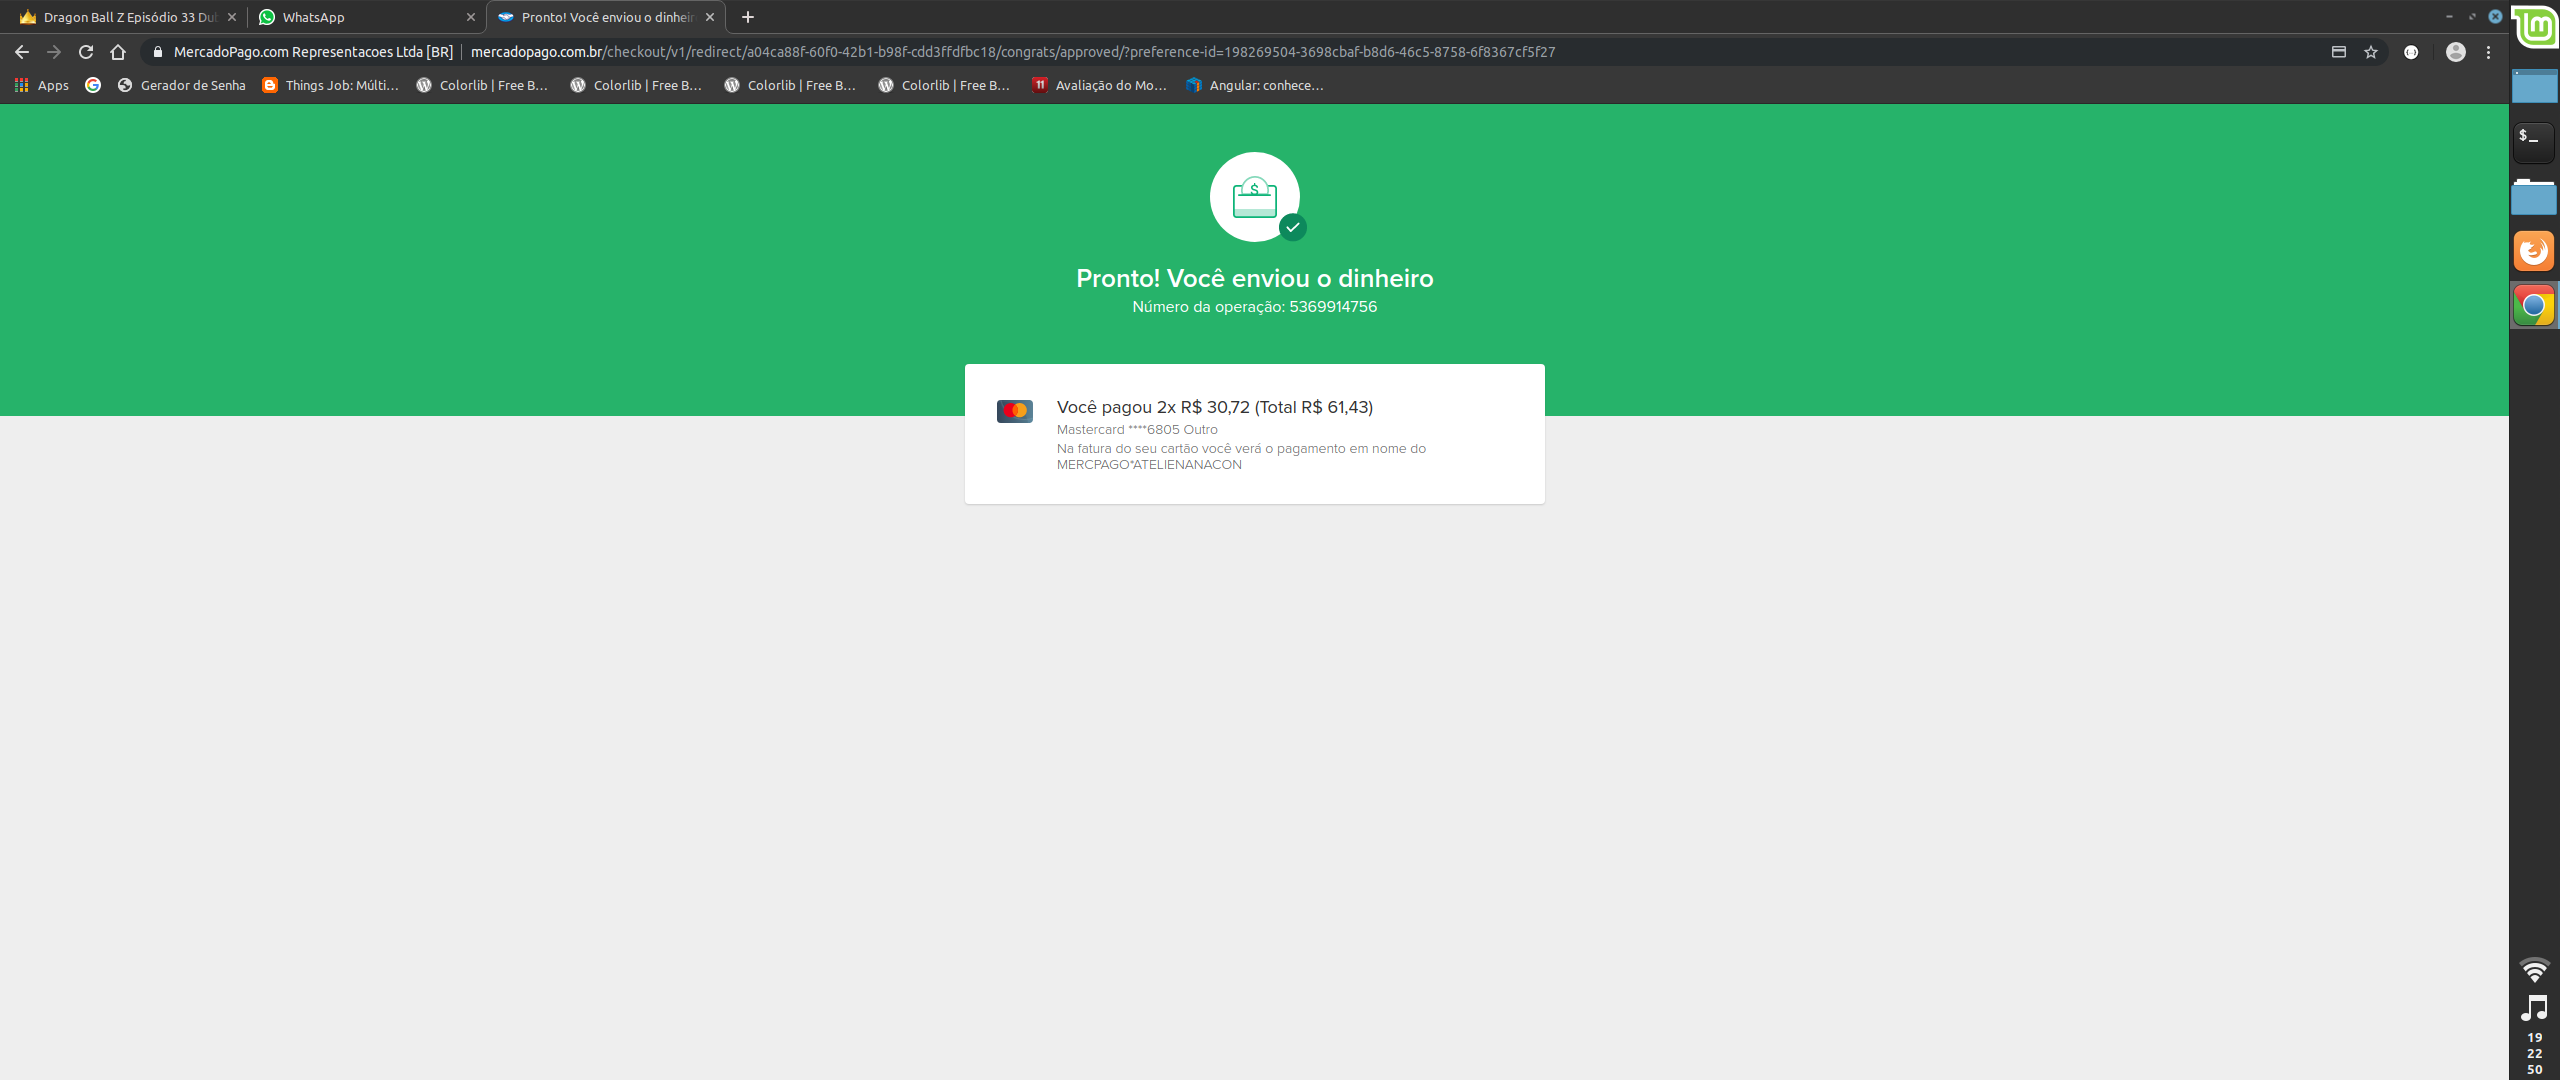 Dragon Ball Z Episódio 33 Du
WhatsApp
Pronto! Você enviou o dinheir
MercadoPago.com Representacoes Ltda [BR]
mercadopago.com.br/checkout/v1/redirect/a04ca88f-60f0-42b1-b98f-cdd3ffdfbc18/congrats/approved/?preference-id=198269504-3698cbaf-b8d6-46c5-8758-6f8367cf5f27
Apps
Gerador de Senha
Things Job: Múlti...
Colorlib | Free B...
Colorlib | Free B...
Colorlib | Free B...
Colorlib | Free B...
Avaliação do Mo...
Angular: conhece...
Pronto! Você enviou o dinheiro
Número da operação: 5369914756
Você pagou 2x R$ 30,72 (Total R$ 61,43)
Mastercard ****6805 Outro
Na fatura do seu cartão você verá o pagamento em nome do
MERCPAGO*ATELIENANACON
19
22
50